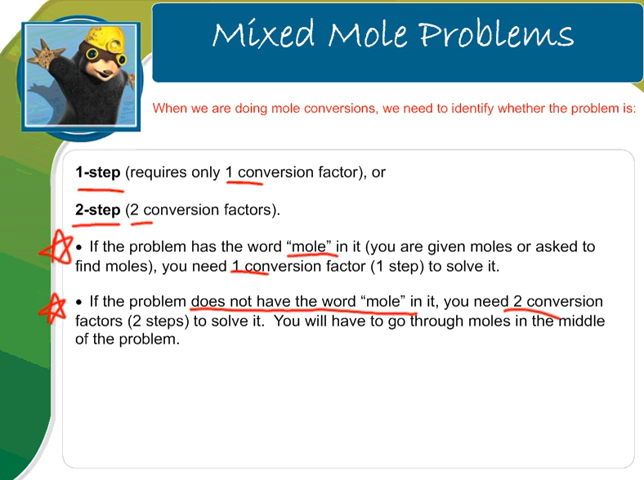 Mixed Mole Problems
When we are doing mole conversions, we need to identify whether the problem is:
1-step (requires only 1 conversion factor), or
2-step (2 conversion factors).
• If the problem has the word “mole” in it (you are given moles or asked to
find moles), you need 1 conversion factor (1 step) to solve it.
• If the problem does not have the word “mole” in it, you need 2 conversion
factors (2 steps) to solve it.  You will have to go through moles in the middle
of the problem.